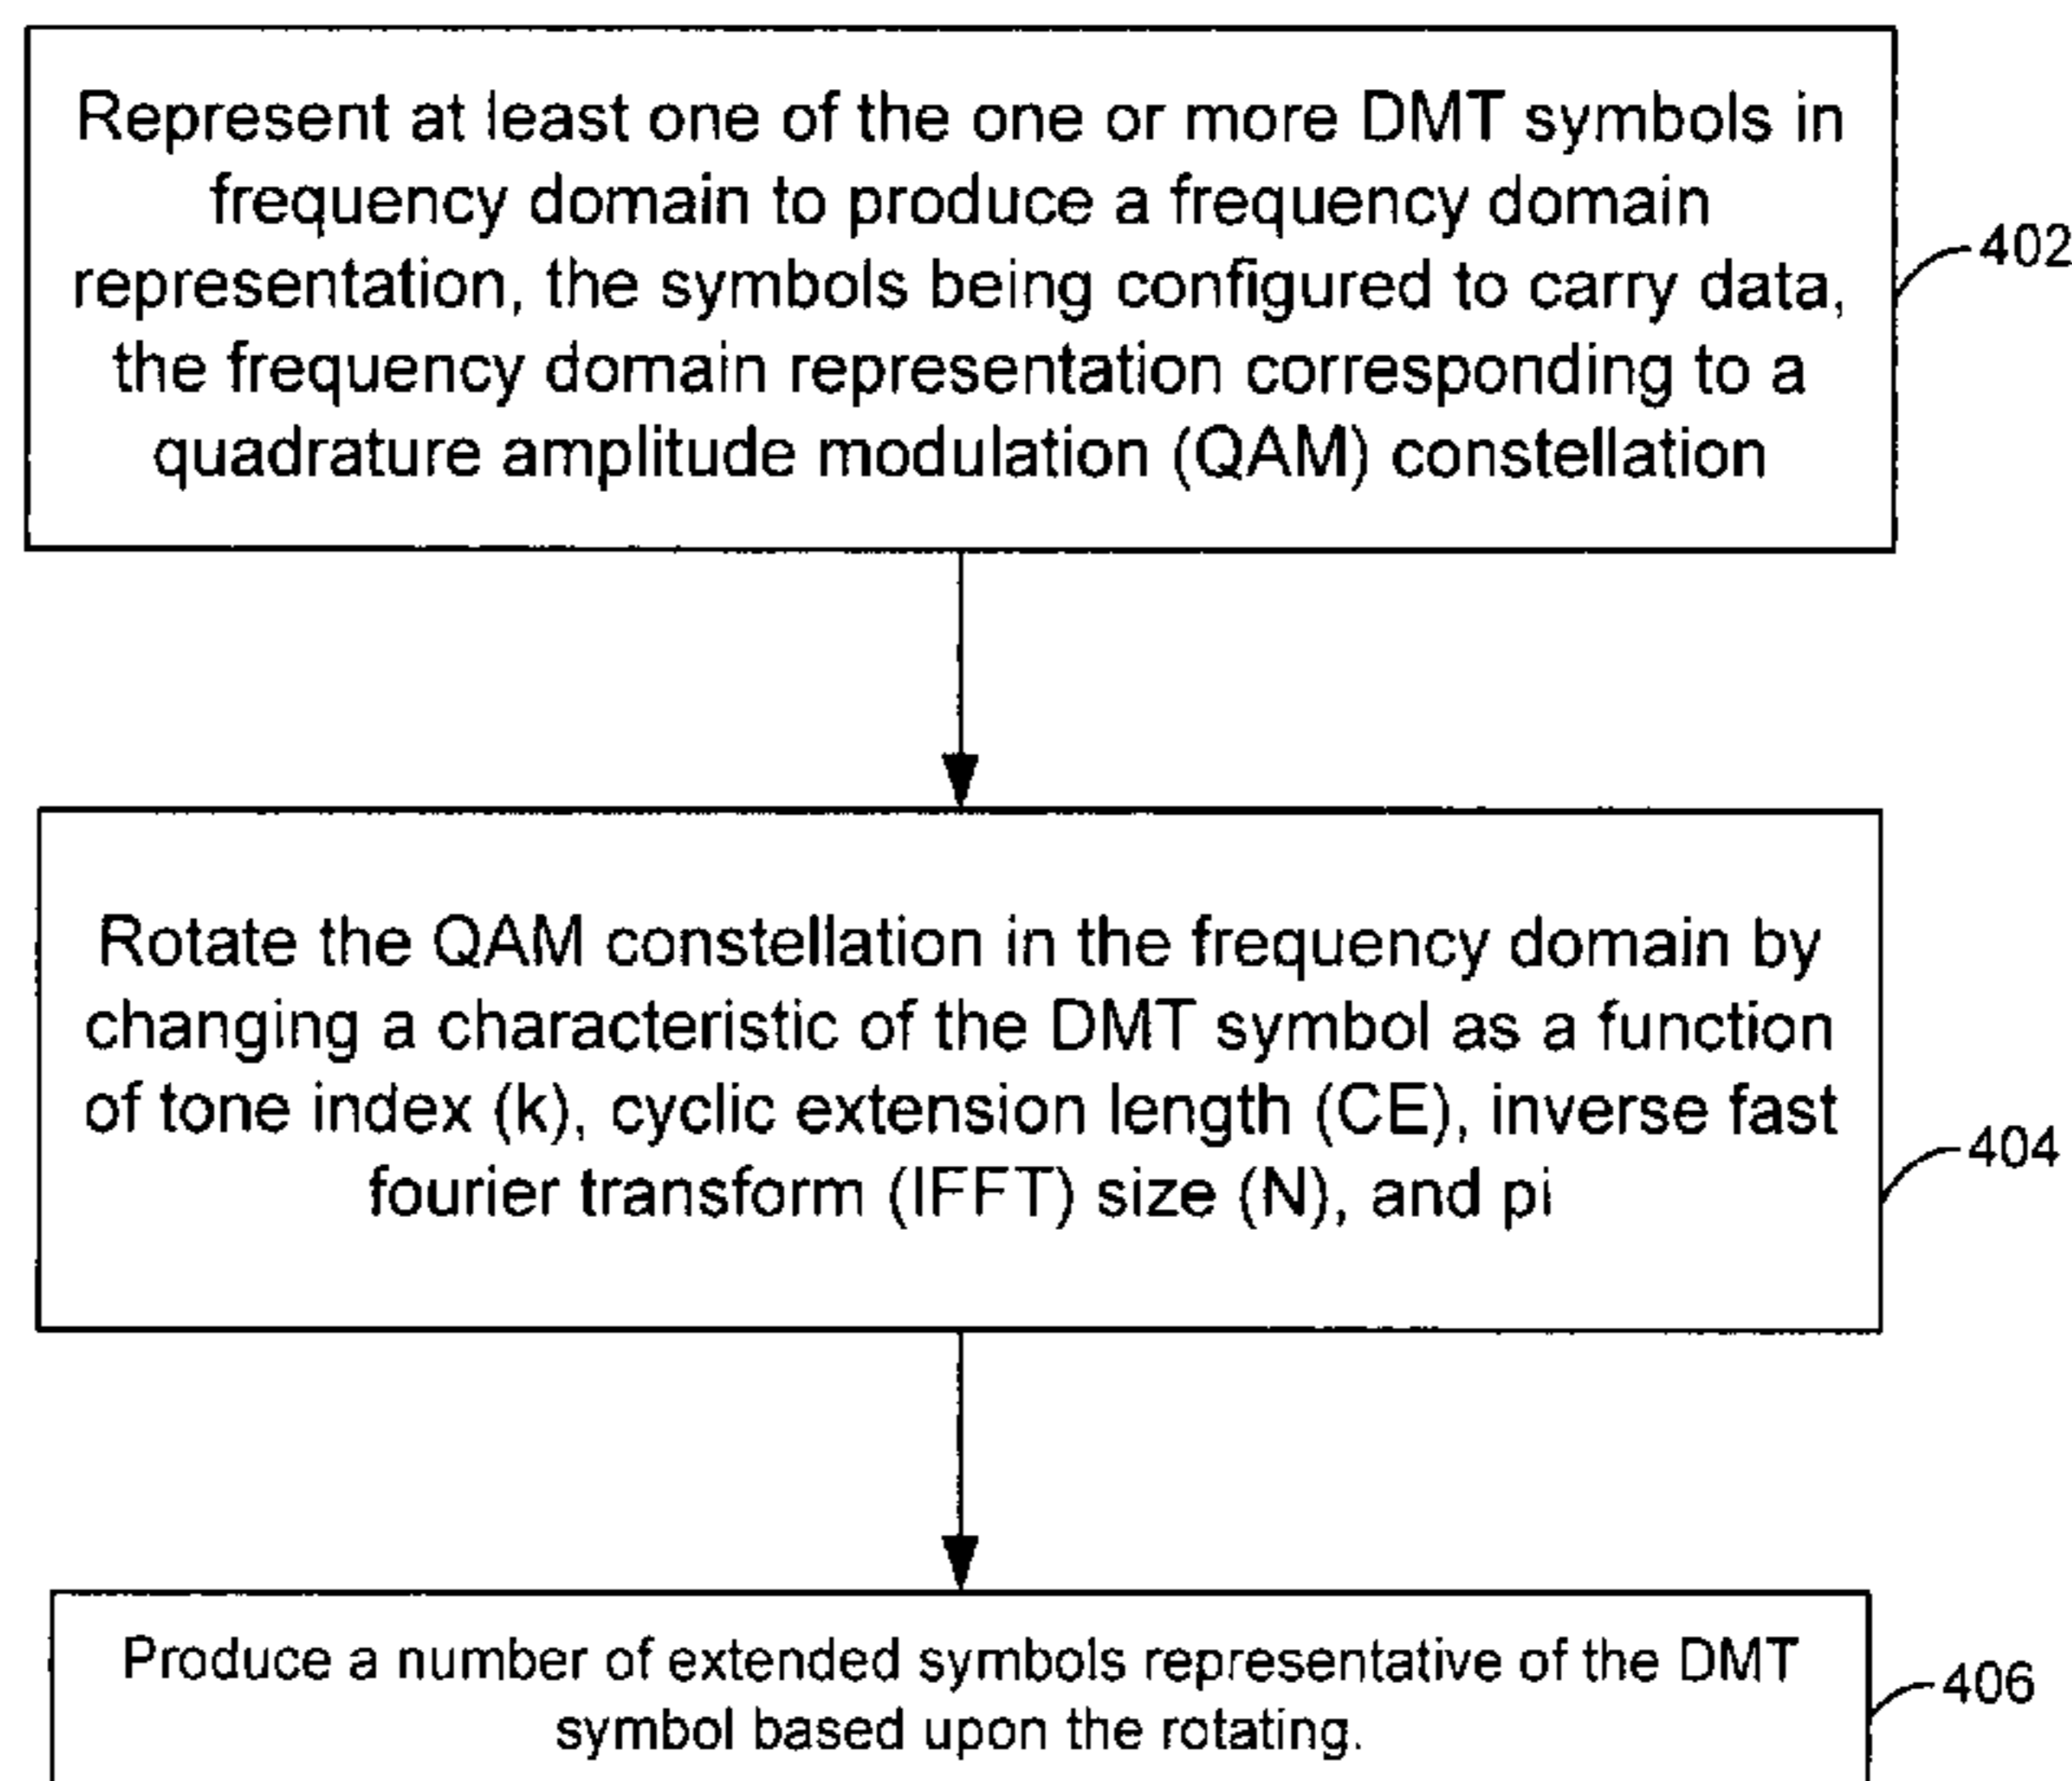 Represent at least one of the one or more DMT symbols in
frequency domain to produce a frequency domain
representation, the symbols being configured to carry data,
the frequency domain representation corresponding to a
quadrature amplitude modulation (QAM) constellation
402
Rotate the QAM constellation in the frequency domain by
changing a characteristic of the DMT symbol as a function
of tone index (k), cyclic extension length (CE), inverse fast
fourier transform (IFFT) size (N), and pi
404
Produce a number of extended symbols representative of the DMT
symbol based upon the rotating.
406